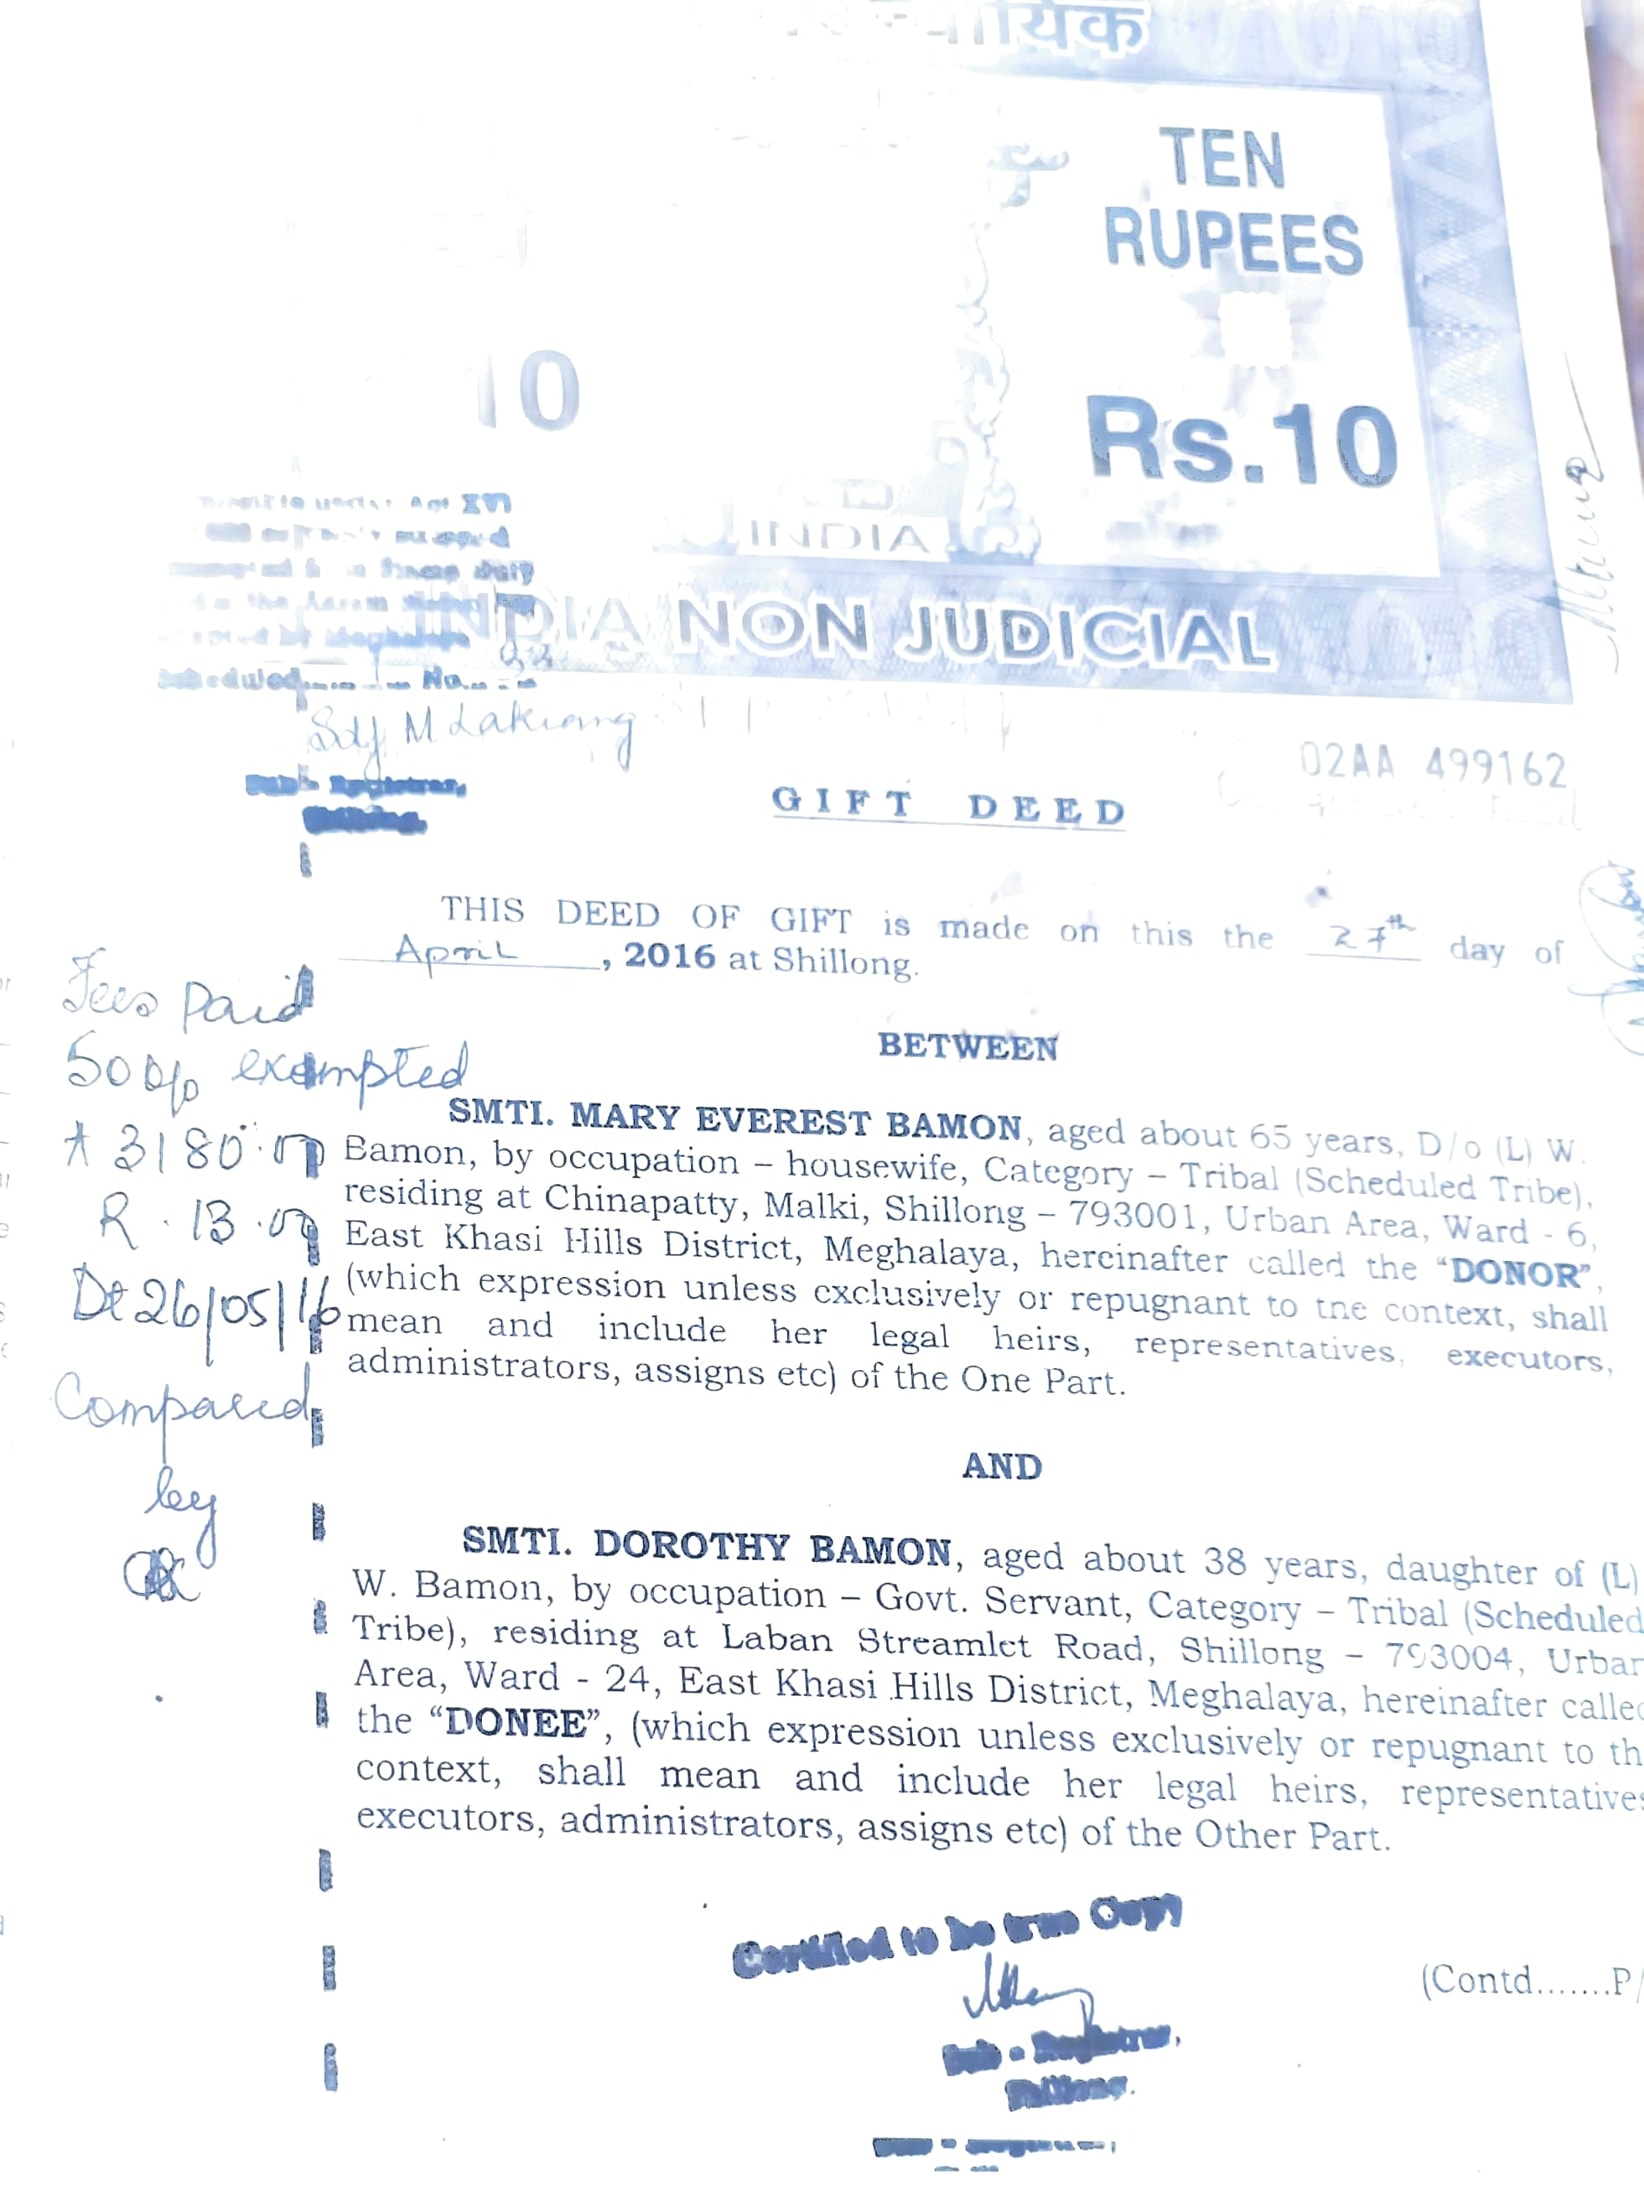 यिक
TEN
RUPEES
10
Rs.10
INDIA
Act XVI
duty
INDIA NON JUDICIAL
No.
Sd/ M Lakiang
02AA 499162
Sub - Registrar,
Shillong.
GIFT DEED
THIS DEED OF GIFT is made on this the 27th day of
April, 2016 at Shillong.
Fees paid
50% exempted
BETWEEN
SMTI. MARY EVEREST BAMON, aged about 65 years, D/o (L) W.
A 3180.00
Bamon, by occupation – housewife, Category – Tribal (Scheduled Tribe),
residing at Chinapatty, Malki, Shillong – 793001, Urban Area, Ward - 6,
R. 13.00
East Khasi Hills District, Meghalaya, hereinafter called the “DONOR”,
(which expression unless exclusively or repugnant to the context, shall
Dt 26/05/16
mean and include her legal heirs, representatives, executors,
administrators, assigns etc) of the One Part.
Compared
by
AND
SMTI. DOROTHY BAMON, aged about 38 years, daughter of (L)
W. Bamon, by occupation – Govt. Servant, Category – Tribal (Scheduled
Tribe), residing at Laban Streamlet Road, Shillong – 793004, Urban
Area, Ward - 24, East Khasi Hills District, Meghalaya, hereinafter called
the “DONEE”, (which expression unless exclusively or repugnant to th
context, shall mean and include her legal heirs, representatives
executors, administrators, assigns etc) of the Other Part.
Certified to be true Copy
(Contd.......P/
Sub - Registrar,
Shillong.